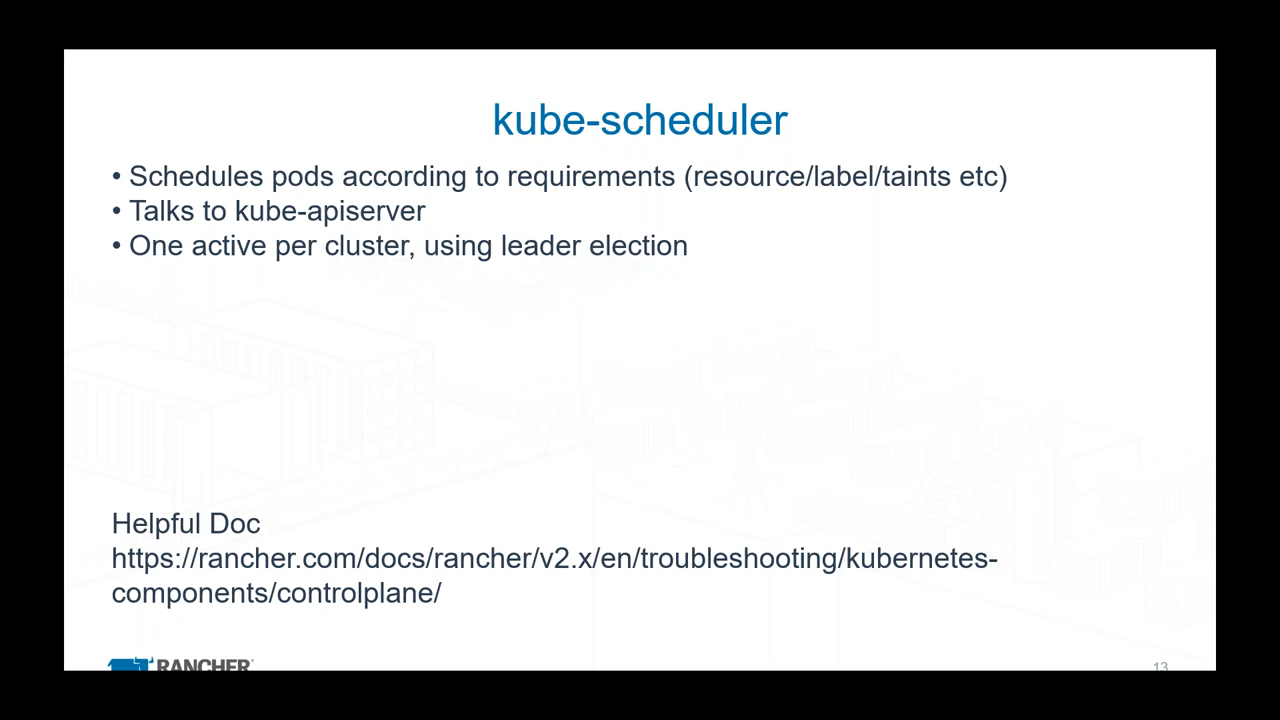 kube-scheduler
• Schedules pods according to requirements (resource/label/taints etc)
• Talks to kube-apiserver
• One active per cluster, using leader election
Helpful Doc
https://rancher.com/docs/rancher/v2.x/en/troubleshooting/kubernetes-
components/controlplane/
RANCHER
13